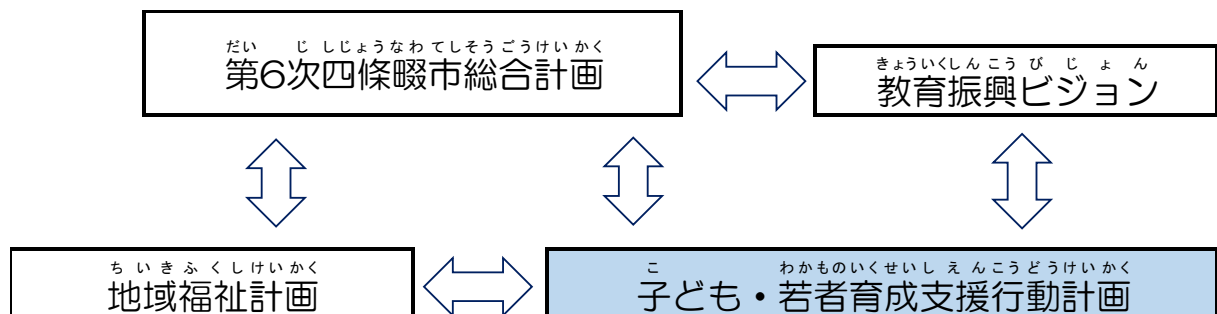 だい じ しじょうなわてしそうごうけいかく
第6次四條畷市総合計画
きょういくしんこうびじょん
教育振興ビジョン
ちいきふくしけいかく
地域福祉計画
こ わかものいくせいしえんこうどうけいかく
子ども・若者育成支援行動計画